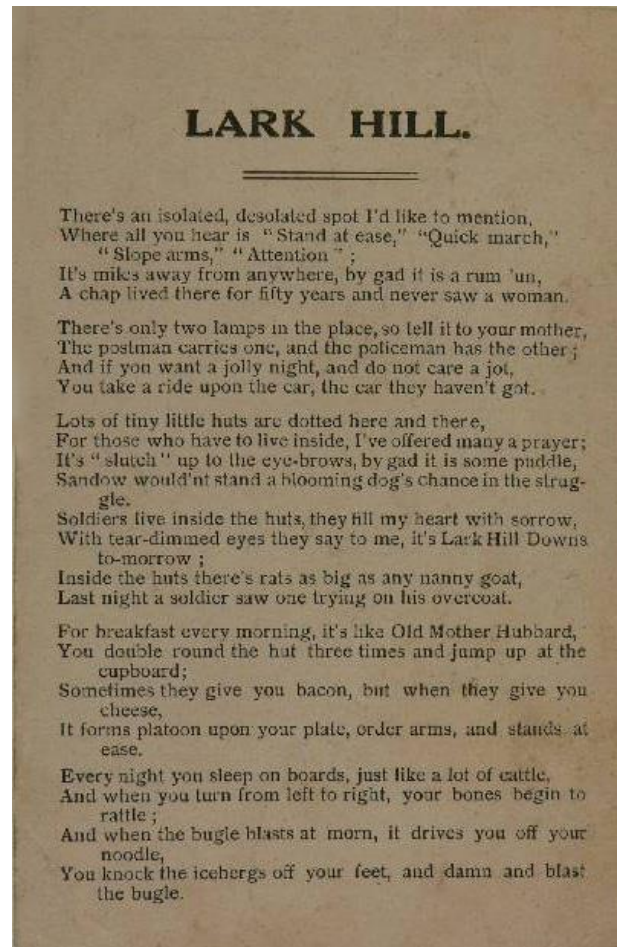 LARK HILL.
There's an isolated, desolated spot I'd like to mention,
Where all you hear is "Stand at ease," "Quick march,"
"Slope arms," "Attention";
It's miles away from anywhere, by gad it is a rum 'un,
A chap lived there for fifty years and never saw a woman.
There's only two lamps in the place, so tell it to your mother,
The postman carries one, and the policeman has the other;
And if you want a jolly night, and do not care a jot,
You take a ride upon the car, the car they haven't got.
Lots of tiny little huts are dotted here and there,
For those who have to live inside, I've offered many a prayer;
It's "slutch" up to the eye-brows, by gad it is some puddle,
Sandow would'nt stand a blooming dog's chance in the strug-
gle.
Soldiers live inside the huts, they fill my heart with sorrow,
With tear-dimmed eyes they say to me, it's Lark Hill Downs
to-morrow ;
Inside the huts there's rats as big as any nanny goat,
Last night a soldier saw one trying on his overcoat.
For breakfast every morning, it's like Old Mother Hubbard,
You double round the hut three times and jump up at the
cupboard;
Sometimes they give you bacon, but when they give you
cheese,
It forms platoon upon your plate, order arms, and stands at
ease.
Every night you sleep on boards, just like a lot of cattle,
And when you turn from left to right, your bones begin to
rattle ;
And when the bugle blasts at morn, it drives you off your
noodle,
You knock the icebergs off your feet, and damn and blast
the bugle.